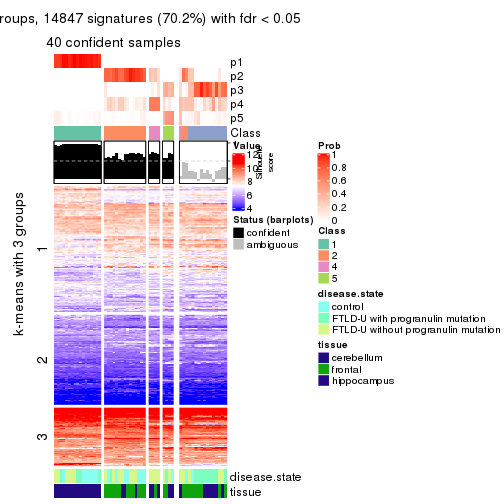 roups, 14847 signatures (70.2%) with fdr < 0.05
40 confident samples
p1
p2
p3
p4
p5
Class
k-means with 3 groups
1
2
3
disease.state
tissue
Value
12
8
6
4
Silhouette
score
Status (barplots)
confident
ambiguous
Prob
1
0.8
0.6
0.4
0.2
0
Class
1
2
4
5
disease.state
control
FTLD-U with progranulin mutation
FTLD-U without progranulin mutation
tissue
cerebellum
frontal
hippocampus